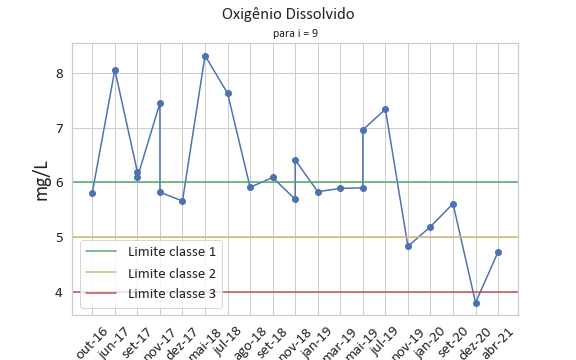 Oxigênio Dissolvido
para i = 9
mg/L
8
7
6
5
4
Limite classe 1
Limite classe 2
Limite classe 3
out-16
jun-17
set-17
nov-17
dez-17
mai-18
jul-18
ago-18
set-18
nov-18
jan-19
mar-19
mai-19
jul-19
nov-19
jan-20
set-20
dez-20
abr-21